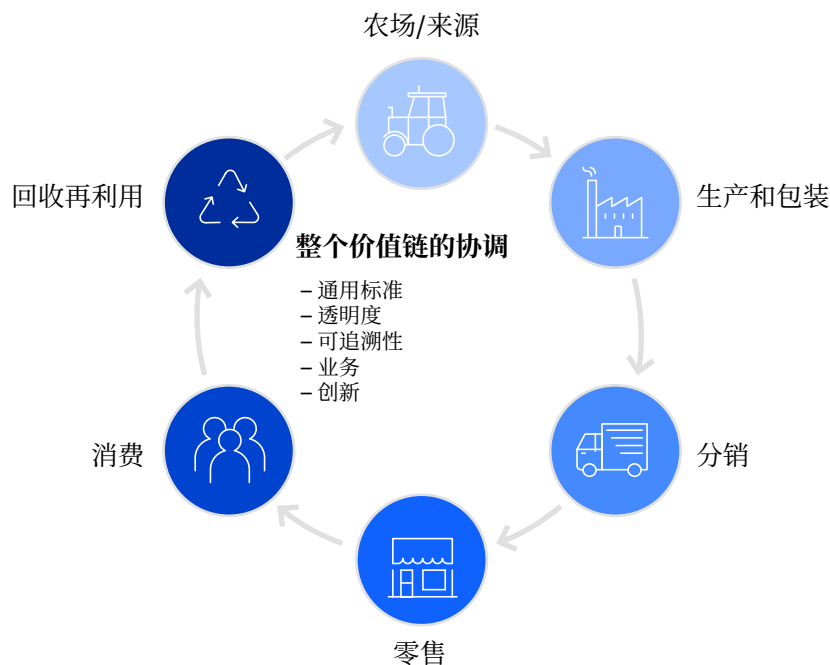 农场/来源
回收再利用
生产和包装
整个价值链的协调
– 通用标准
– 透明度
– 可追溯性
– 业务
– 创新
消费
分销
零售